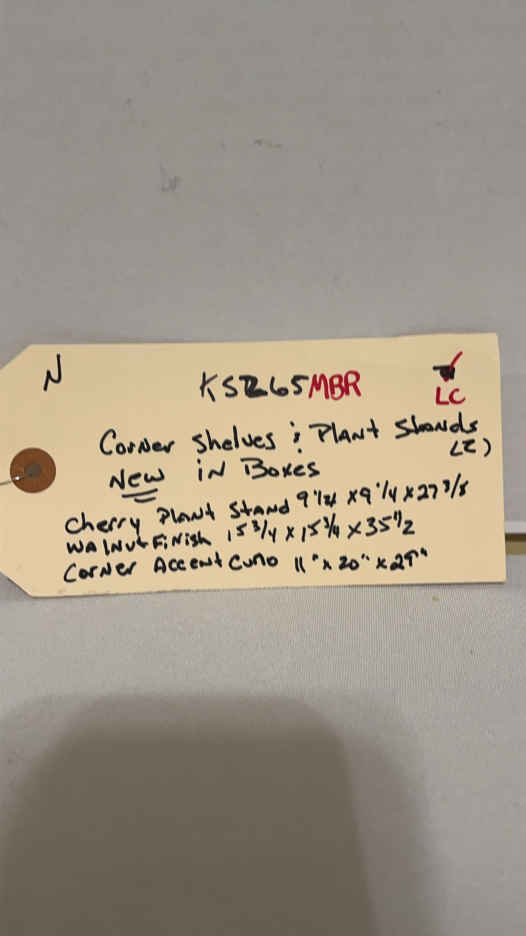 N
KS265MBR
LC
Corner Shelves & Plant Stands
(2)
New in Boxes
Cherry Plant Stand 9 1/4 x 9 1/4 x 27 3/8
Walnut Finish 15 3/4 x 15 3/4 x 35 1/2
Corner Accent Curio 11" x 20" x 29"